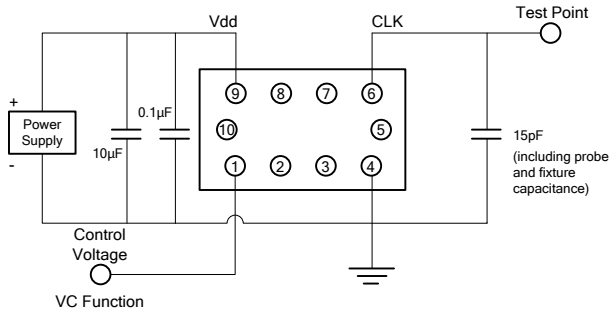 Test Point
Vdd
CLK
9
8
7
6
+
Power
Supply
-
10µF
0.1µF
10
5
15pF
(including probe
and fixture
capacitance)
1
2
3
4
Control
Voltage
VC Function